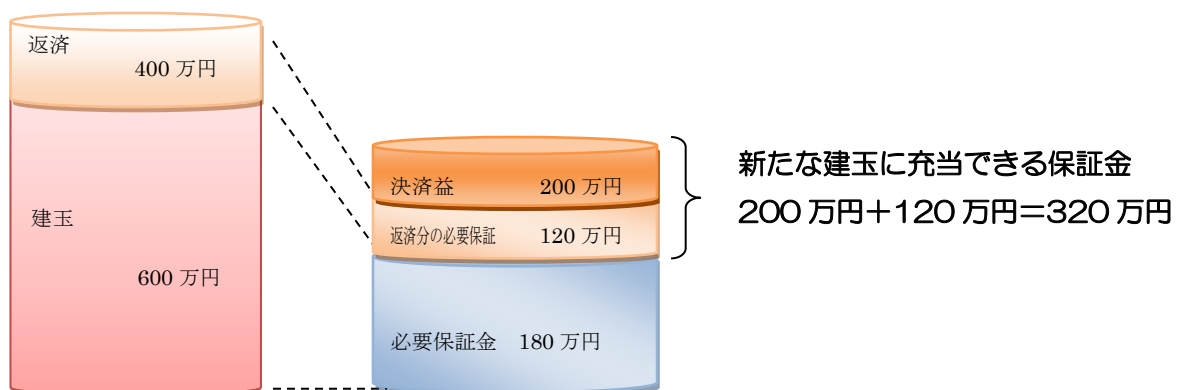 返済
400 万円
建玉
600 万円
決済益 200 万円
返済分の必要保証 120 万円
必要保証金 180 万円
新たな建玉に充当できる保証金
200 万円＋120 万円＝320 万円